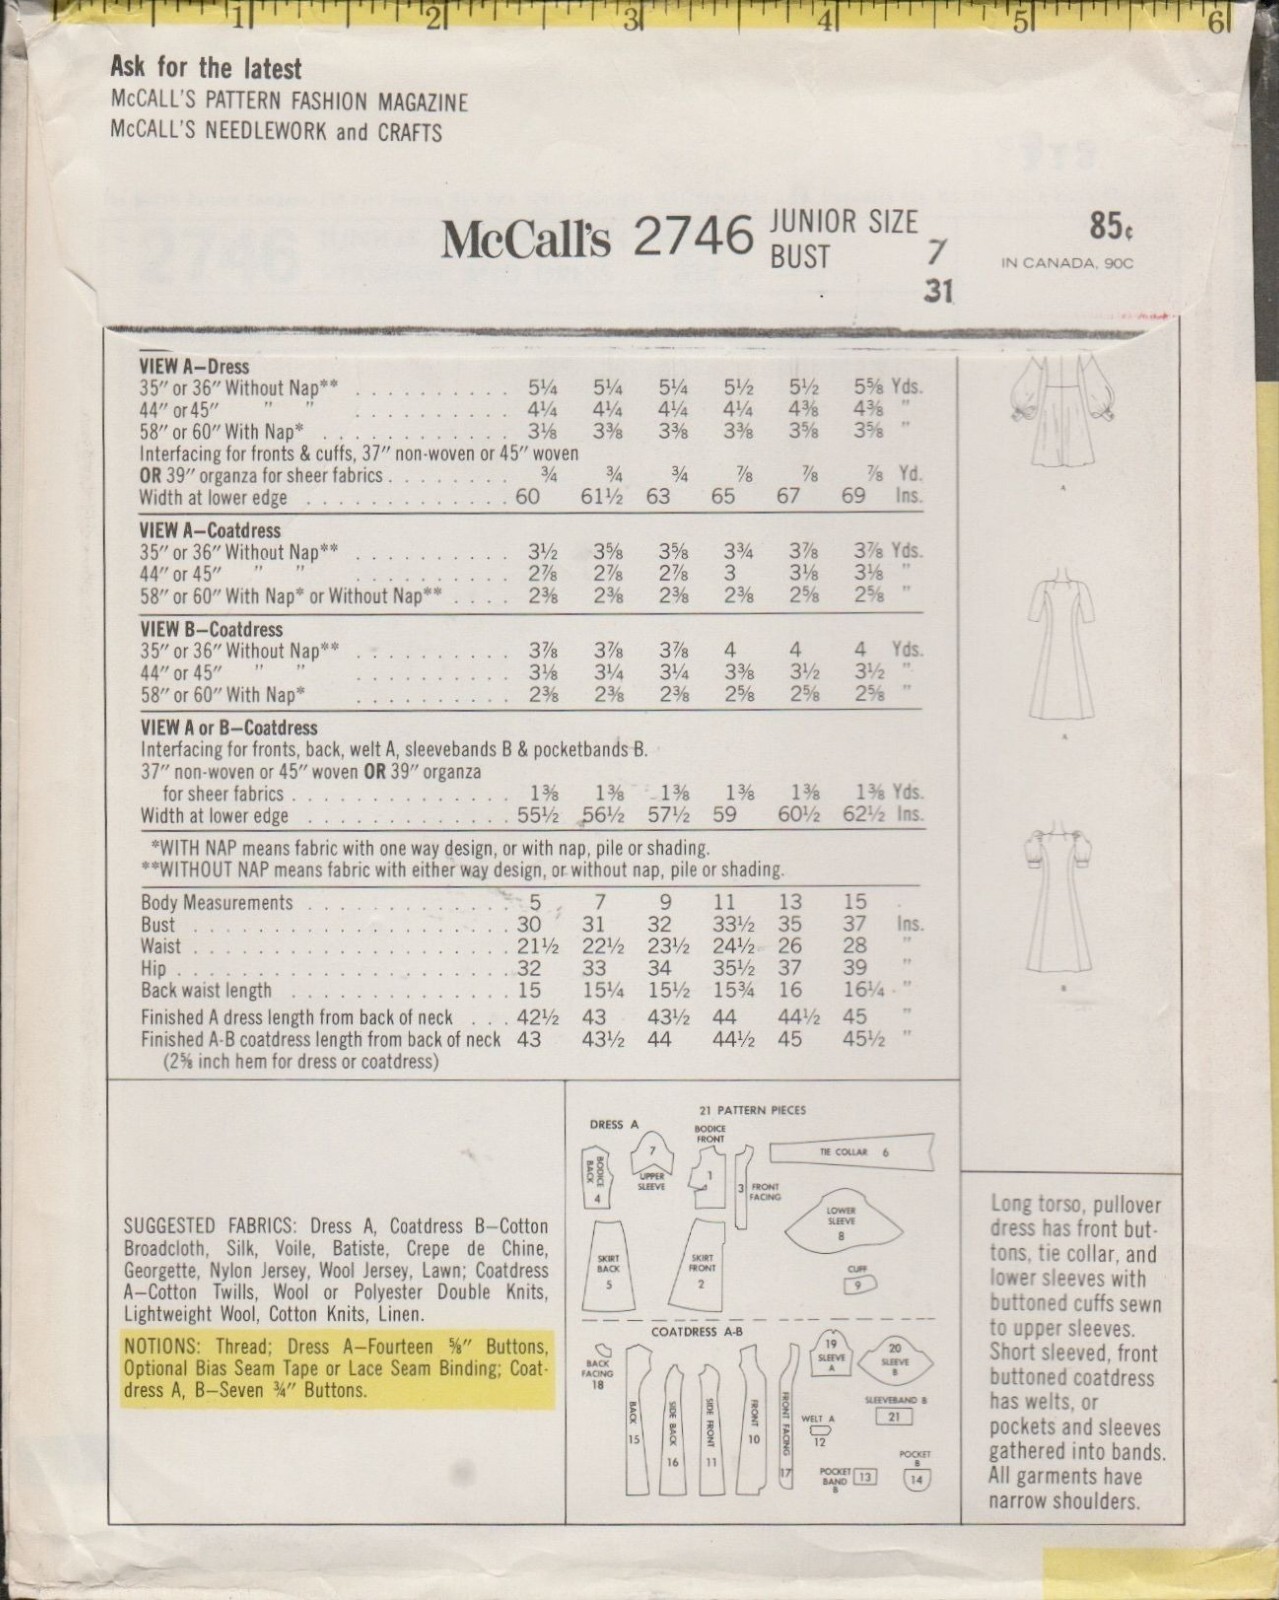 1 2 3 4 5 6
Ask for the latest
McCALL'S PATTERN FASHION MAGAZINE
McCALL'S NEEDLEWORK and CRAFTS
McCall's 2746 JUNIOR SIZE 7
BUST 31
85¢
IN CANADA, 90C
VIEW A—Dress
35" or 36" Without Nap** . . . . . . . . . . 5¼ 5¼ 5¼ 5½ 5½ 5⅝ Yds.
44" or 45" " " . . . . . . . . . . 4¼ 4¼ 4¼ 4¼ 4⅜ 4⅜ "
58" or 60" With Nap* . . . . . . . . . . . . 3⅛ 3⅜ 3⅜ 3⅜ 3⅝ 3⅝ "
Interfacing for fronts & cuffs, 37" non-woven or 45" woven
OR 39" organza for sheer fabrics . . . . . . . . ¾ ¾ ¾ ⅞ ⅞ ⅞ Yd.
Width at lower edge . . . . . . . . . . . . . 60 61½ 63 65 67 69 Ins.
VIEW A—Coatdress
35" or 36" Without Nap** . . . . . . . . . . 3½ 3⅝ 3⅝ 3¾ 3⅞ 3⅞ Yds.
44" or 45" " " . . . . . . . . . . 2⅞ 2⅞ 2⅞ 3 3⅛ 3⅛ "
58" or 60" With Nap* or Without Nap** . . . . 2⅜ 2⅜ 2⅜ 2⅜ 2⅝ 2⅝ "
VIEW B—Coatdress
35" or 36" Without Nap** . . . . . . . . . . 3⅞ 3⅞ 3⅞ 4 4 4 Yds.
44" or 45" " " . . . . . . . . . . 3⅛ 3¼ 3¼ 3⅜ 3½ 3½ "
58" or 60" With Nap* . . . . . . . . . . 2⅜ 2⅜ 2⅜ 2⅝ 2⅝ 2⅝ "
VIEW A or B—Coatdress
Interfacing for fronts, back, welt A, sleevebands B & pocketbands B.
37" non-woven or 45" woven OR 39" organza
for sheer fabrics . . . . . . . . . . . . . . 1⅜ 1⅜ 1⅜ 1⅜ 1⅜ 1⅜ Yds.
Width at lower edge . . . . . . . . . . . . . 55½ 56½ 57½ 59 60½ 62½ Ins.
*WITH NAP means fabric with one way design, or with nap, pile or shading.
**WITHOUT NAP means fabric with either way design, or without nap, pile or shading.
Body Measurements . . . . . . . . . . . . . 5 7 9 11 13 15
Bust . . . . . . . . . . . . . . . . . . . . 30 31 32 33½ 35 37 Ins.
Waist . . . . . . . . . . . . . . . . . . . . 21½ 22½ 23½ 24½ 26 28 "
Hip . . . . . . . . . . . . . . . . . . . . . 32 33 34 35½ 37 39 "
Back waist length . . . . . . . . . . . . . . 15 15¼ 15½ 15¾ 16 16¼ "
Finished A dress length from back of neck . . . 42½ 43 43½ 44 44½ 45 "
Finished A-B coatdress length from back of neck 43 43½ 44 44½ 45 45½ "
(2⅝ inch hem for dress or coatdress)
A
A
B
SUGGESTED FABRICS: Dress A, Coatdress B—Cotton
Broadcloth, Silk, Voile, Batiste, Crepe de Chine,
Georgette, Nylon Jersey, Wool Jersey, Lawn; Coatdress
A—Cotton Twills, Wool or Polyester Double Knits,
Lightweight Wool, Cotton Knits, Linen.
NOTIONS: Thread; Dress A—Fourteen ⅝" Buttons,
Optional Bias Seam Tape or Lace Seam Binding; Coat-
dress A, B—Seven ¾" Buttons.
21 PATTERN PIECES
DRESS A
BODICE BACK 4
7 UPPER SLEEVE
BODICE FRONT 1
3 FRONT FACING
TIE COLLAR 6
LOWER SLEEVE 8
SKIRT BACK 5
SKIRT FRONT 2
CUFF 9
COATDRESS A-B
BACK FACING 18
BACK 15
SIDE BACK 16
SIDE FRONT 11
FRONT 10
FRONT FACING 17
19 SLEEVE A
20 SLEEVE B
SLEEVEBAND B 21
WELT A 12
POCKET BAND B 13
POCKET B 14
Long torso, pullover
dress has front but-
tons, tie collar, and
lower sleeves with
buttoned cuffs sewn
to upper sleeves.
Short sleeved, front
buttoned coatdress
has welts, or
pockets and sleeves
gathered into bands.
All garments have
narrow shoulders.